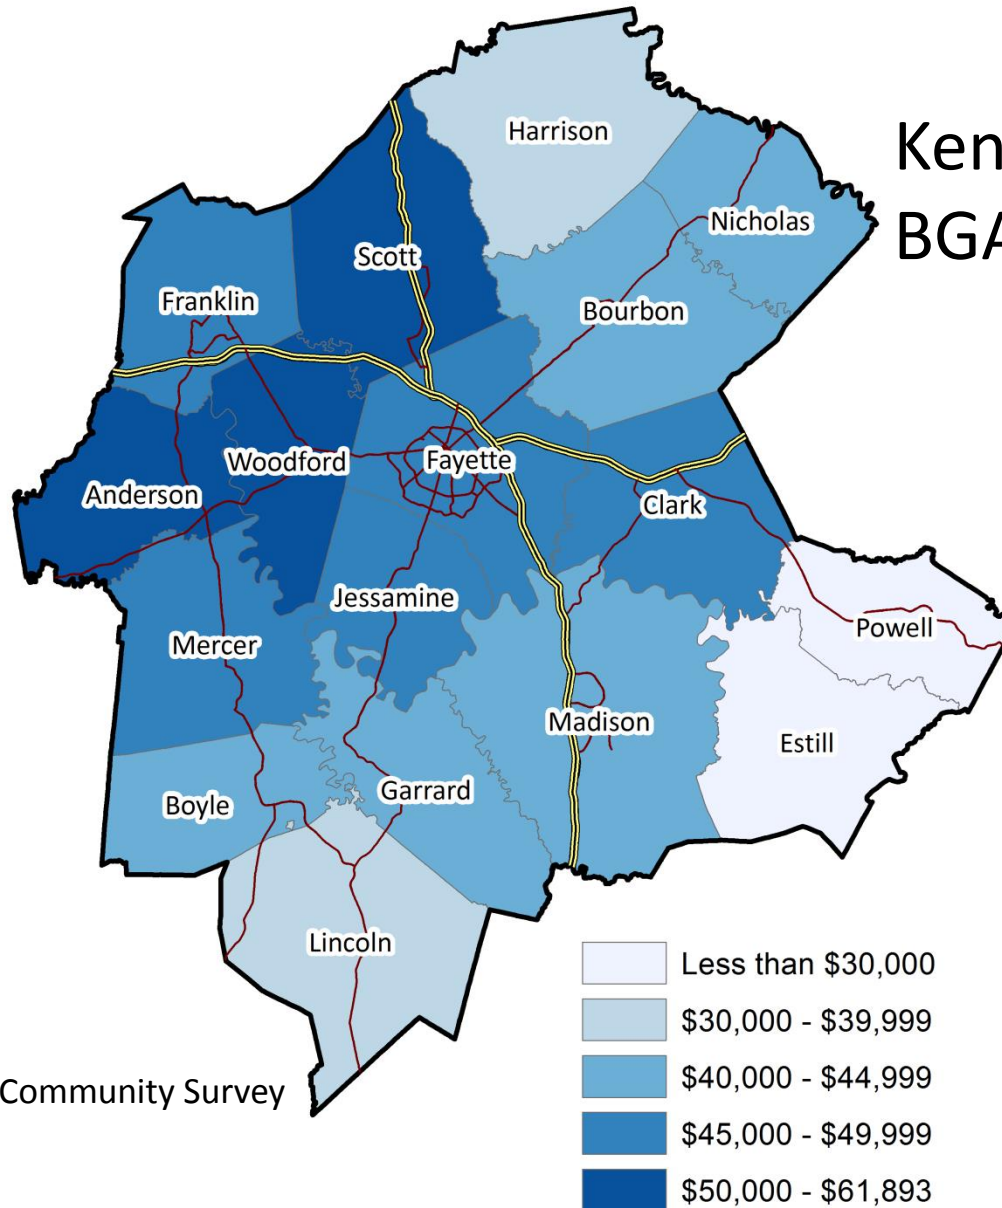 Harrison
Ken
BGA
Nicholas
Scott
Franklin
Bourbon
Woodford
Fayette
Anderson
Clark
Jessamine
Powell
Mercer
Madison
Estill
Garrard
Boyle
Lincoln
Less than $30,000
$30,000 - $39,999
$40,000 - $44,999
Community Survey
$45,000 - $49,999
$50,000 - $61,893